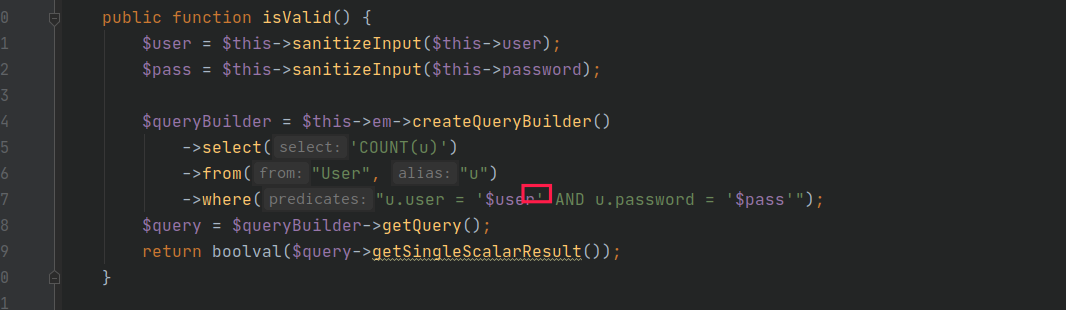 0 public function isValid() {
1 $user = $this->sanitizeInput($this->user);
2 $pass = $this->sanitizeInput($this->password);
3
4 $queryBuilder = $this->em->createQueryBuilder()
5 ->select( select: 'COUNT(u)')
6 ->from( from: "User", alias: "u")
7 ->where( predicates: "u.user = '$user' AND u.password = '$pass'");
8 $query = $queryBuilder->getQuery();
9 return boolval($query->getSingleScalarResult());
0 }
1